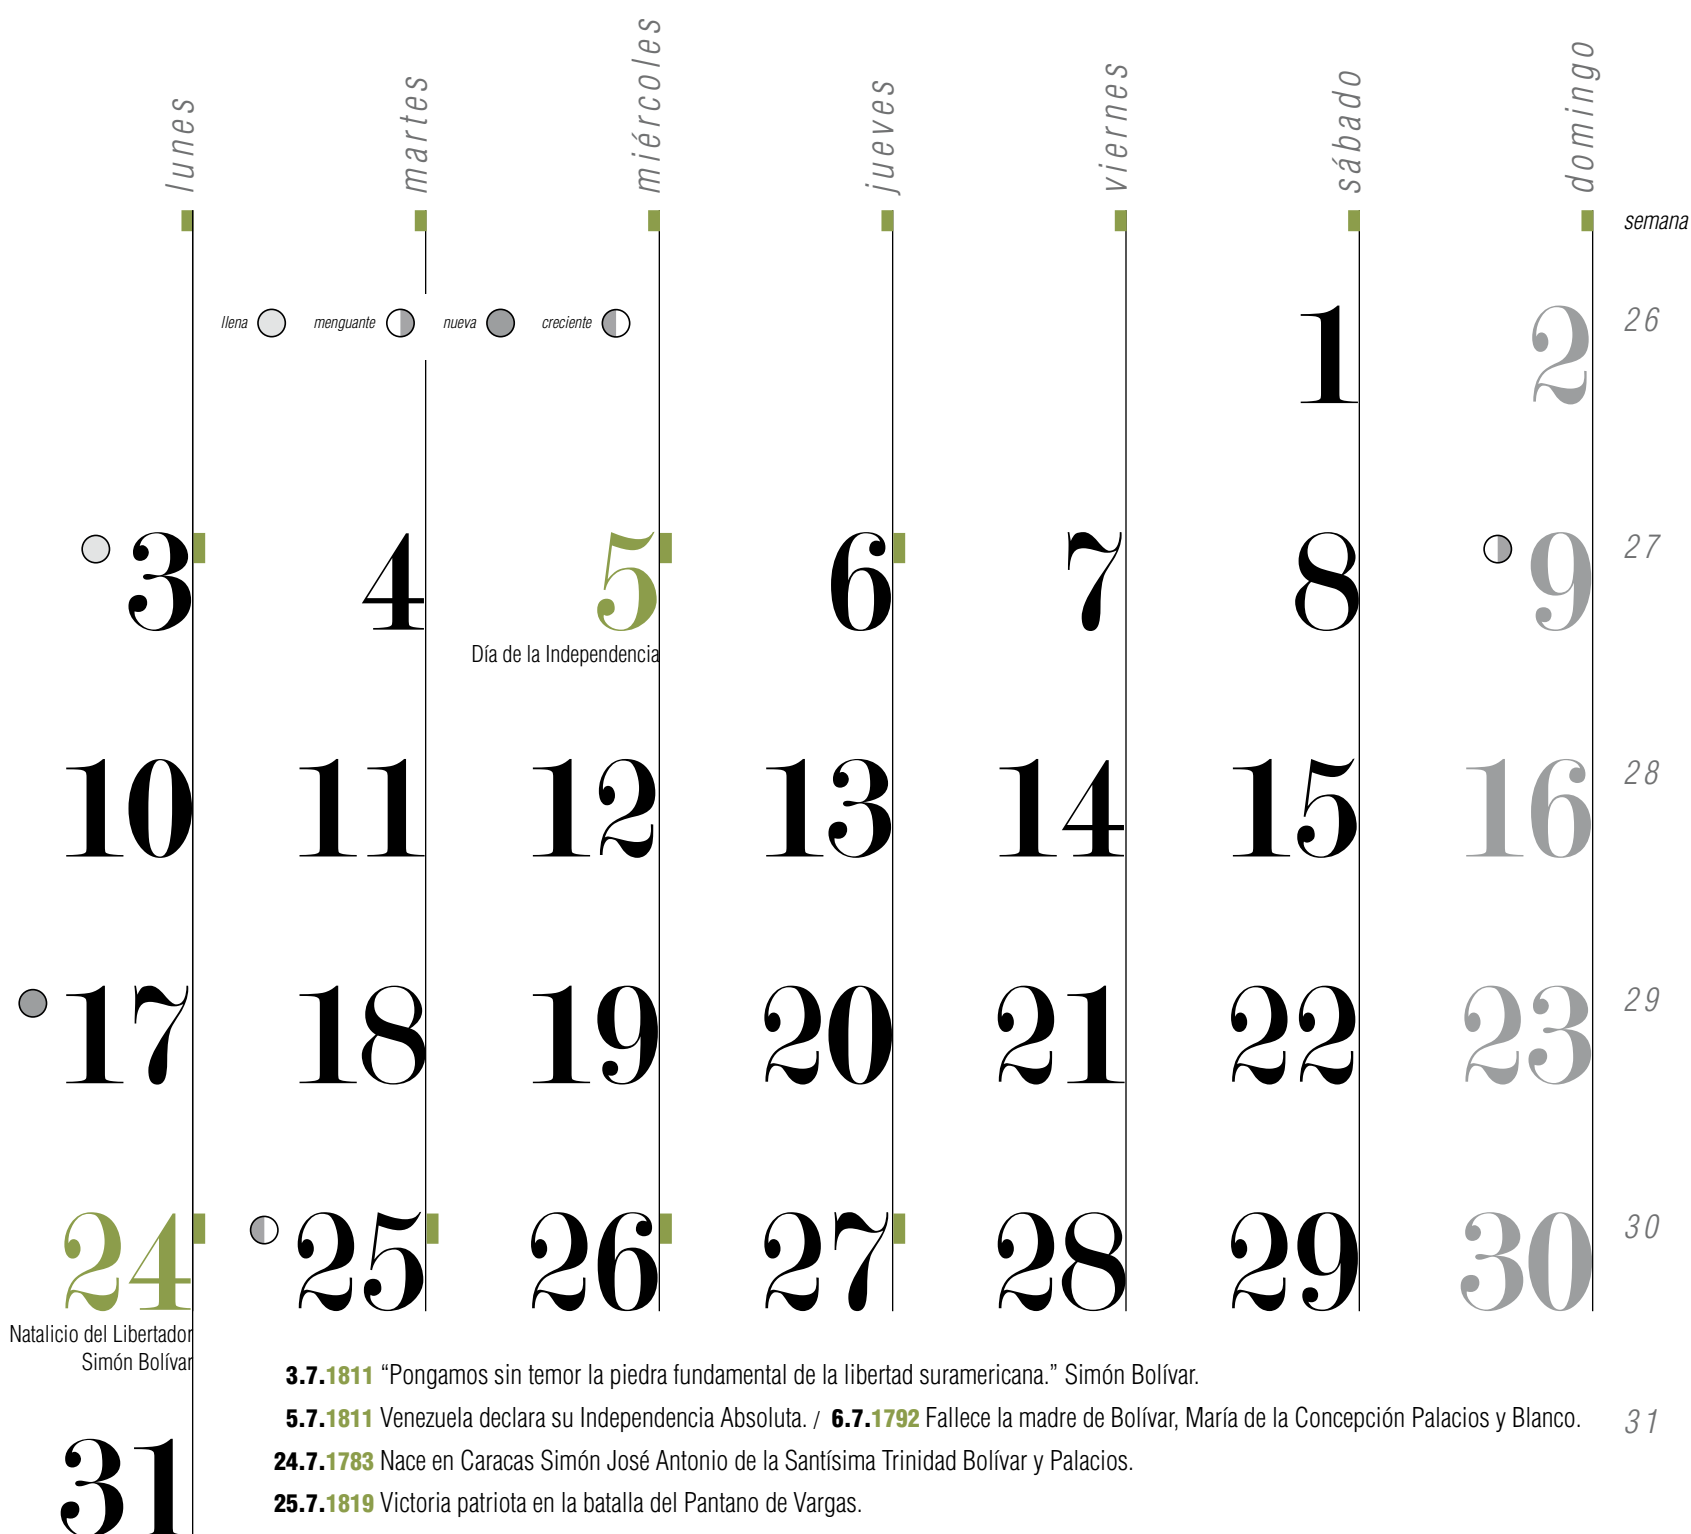 lunes martes miércoles jueves viernes sábado domingo
semana
llena menguante nueva creciente
1 2 26
3 4 5 6 7 8 9 27
Día de la Independencia
10 11 12 13 14 15 16 28
17 18 19 20 21 22 23 29
24 25 26 27 28 29 30 30
Natalicio del Libertador
Simón Bolívar
3.7.1811 “Pongamos sin temor la piedra fundamental de la libertad suramericana.” Simón Bolívar.
5.7.1811 Venezuela declara su Independencia Absoluta. / 6.7.1792 Fallece la madre de Bolívar, María de la Concepción Palacios y Blanco.
31 31
24.7.1783 Nace en Caracas Simón José Antonio de la Santísima Trinidad Bolívar y Palacios.
25.7.1819 Victoria patriota en la batalla del Pantano de Vargas.